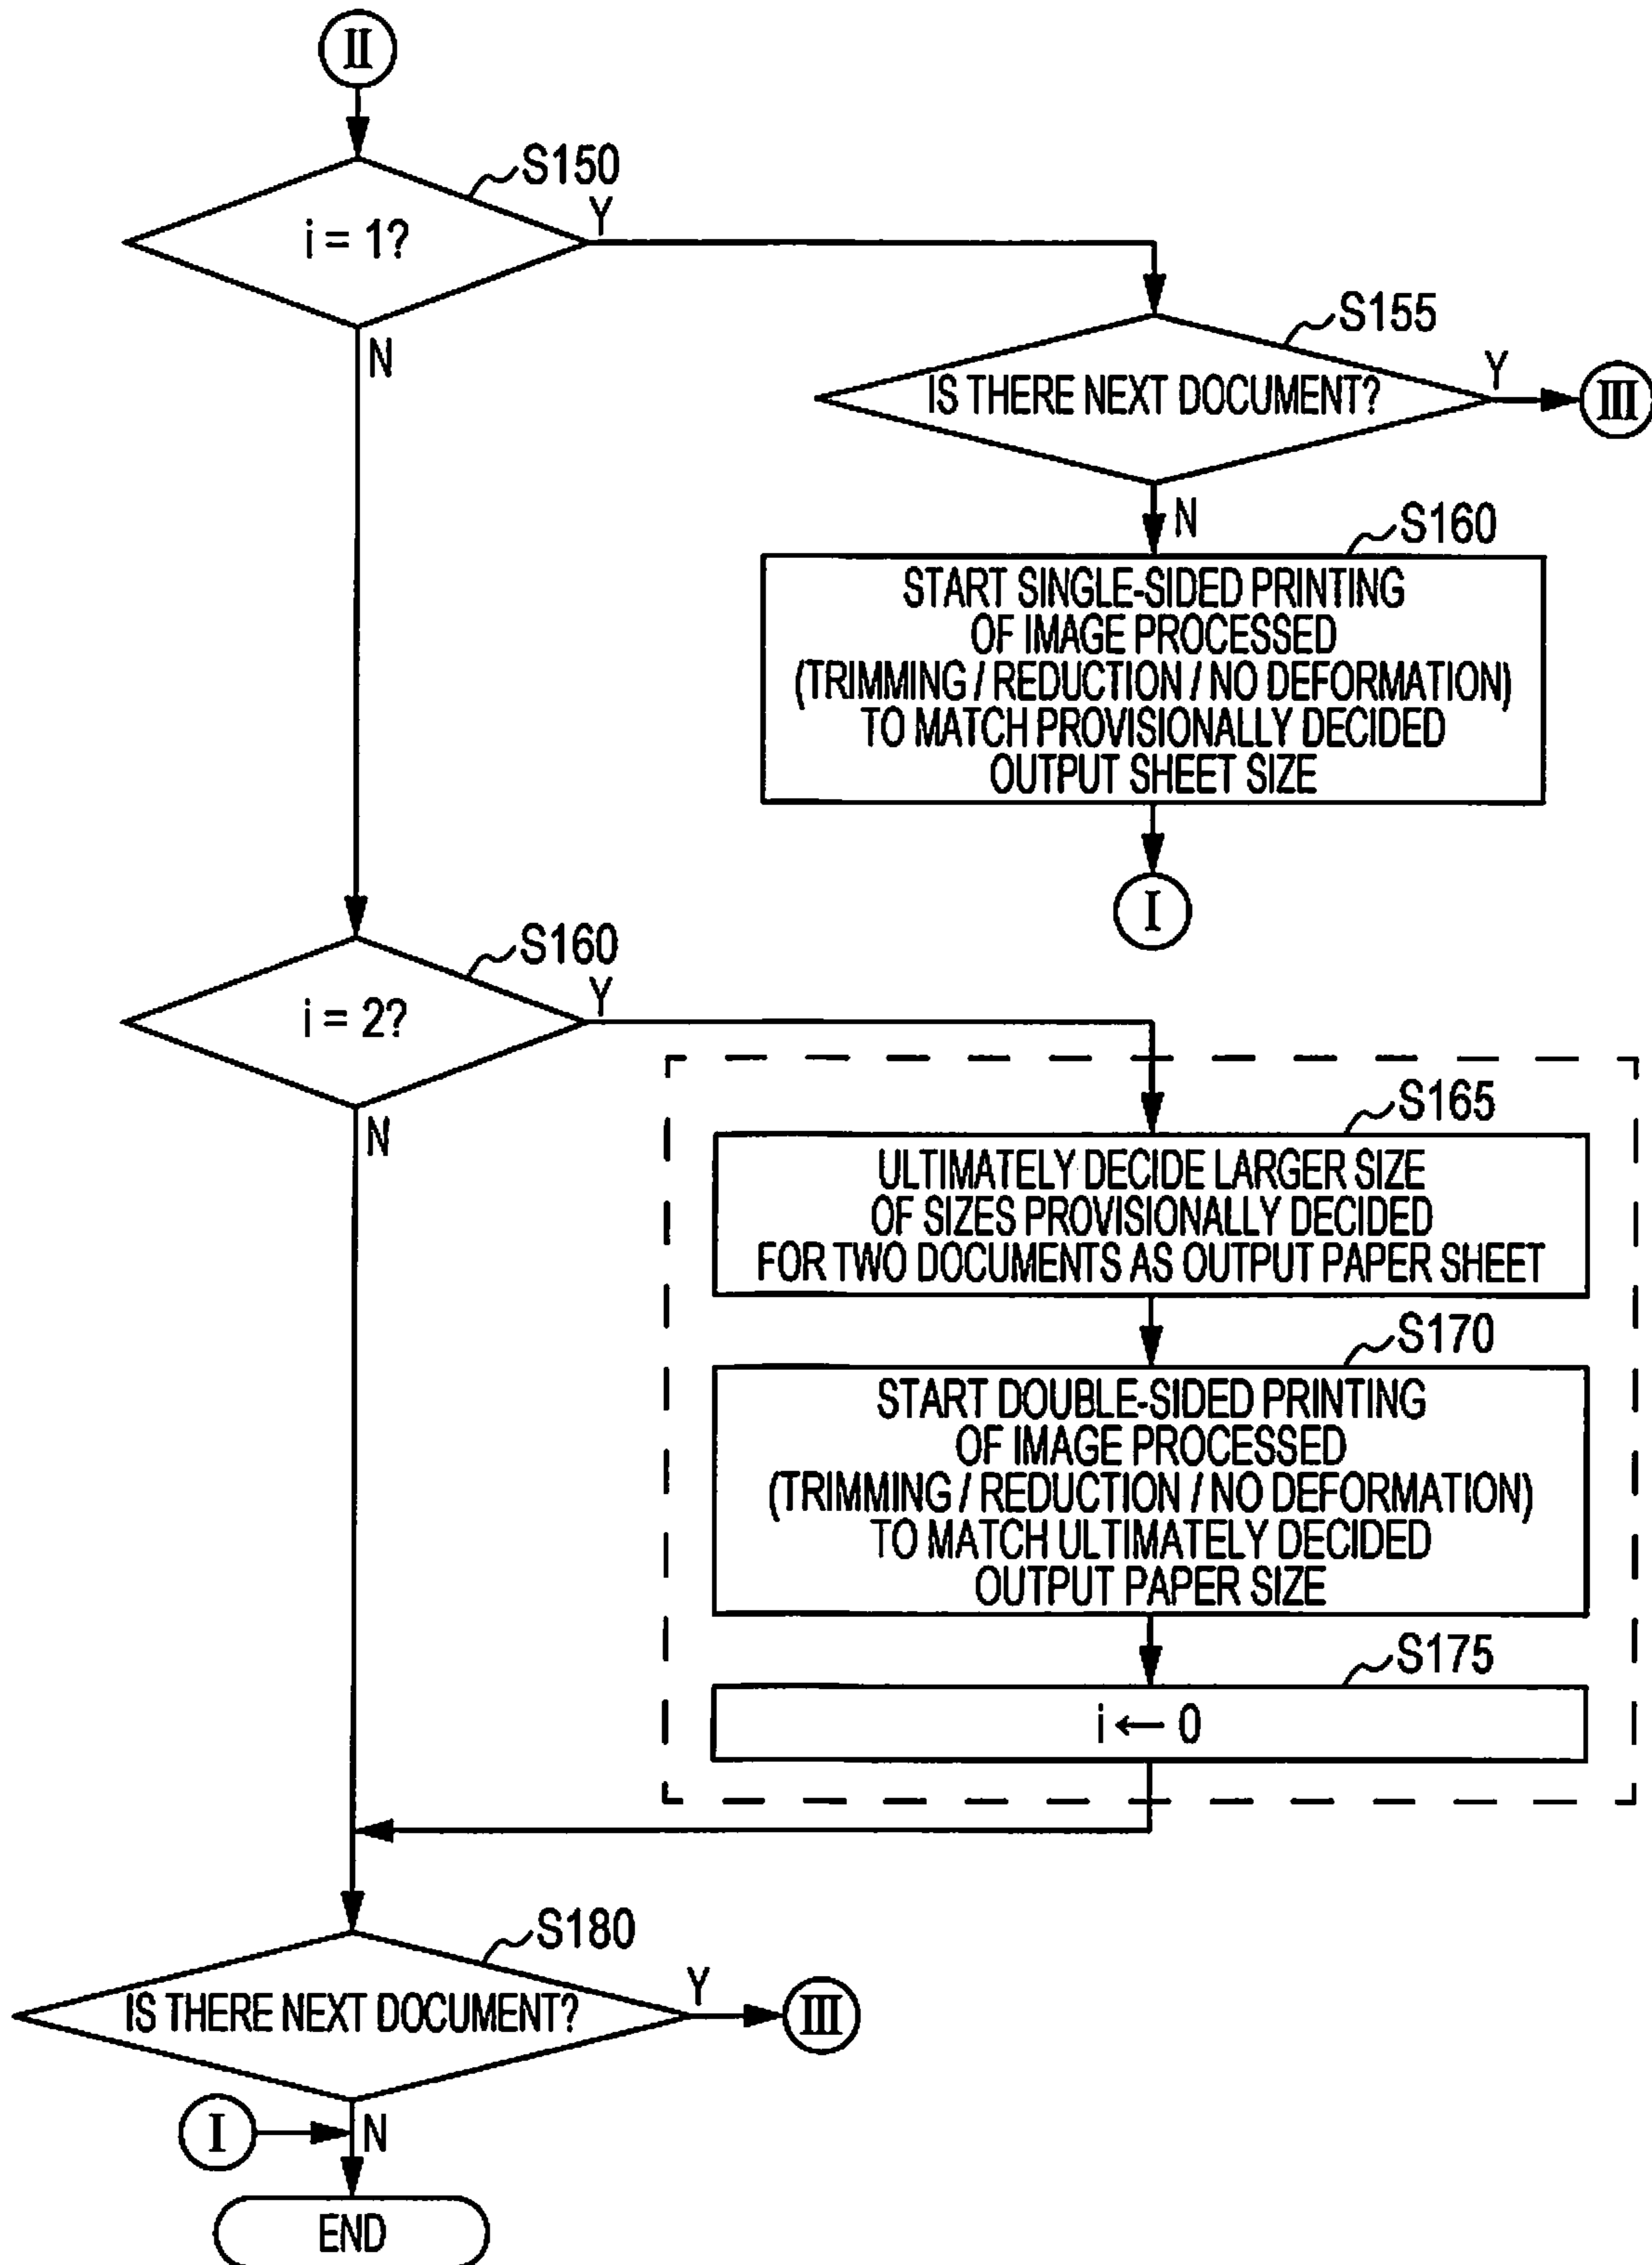 II
S150
i = 1?
Y
N
S155
IS THERE NEXT DOCUMENT?
Y
III
N
S160
START SINGLE-SIDED PRINTING
OF IMAGE PROCESSED
(TRIMMING / REDUCTION / NO DEFORMATION)
TO MATCH PROVISIONALLY DECIDED
OUTPUT SHEET SIZE
I
S160
i = 2?
Y
N
S165
ULTIMATELY DECIDE LARGER SIZE
OF SIZES PROVISIONALLY DECIDED
FOR TWO DOCUMENTS AS OUTPUT PAPER SHEET
S170
START DOUBLE-SIDED PRINTING
OF IMAGE PROCESSED
(TRIMMING / REDUCTION / NO DEFORMATION)
TO MATCH ULTIMATELY DECIDED
OUTPUT PAPER SIZE
S175
i ← 0
S180
IS THERE NEXT DOCUMENT?
Y
III
I
N
END